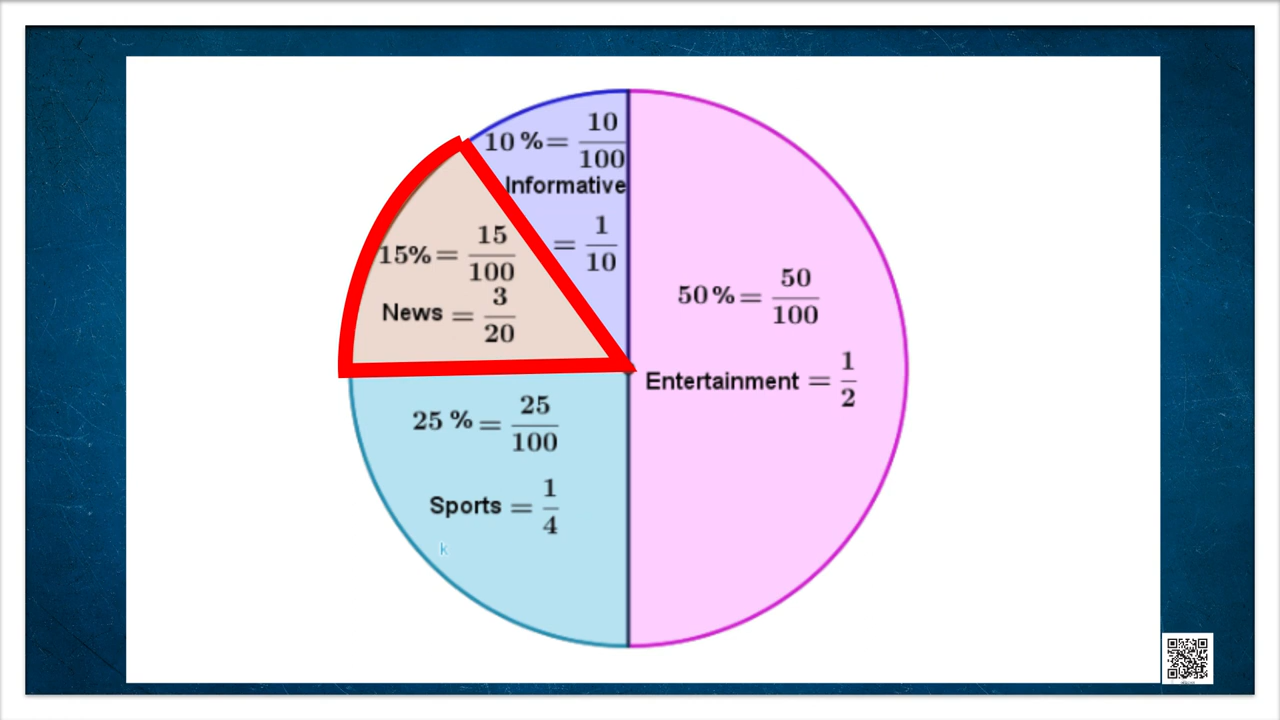 10 % = 10/100
Informative
= 1/10
15% = 15/100
News = 3/20
50 % = 50/100
Entertainment = 1/2
25 % = 25/100
Sports = 1/4
k